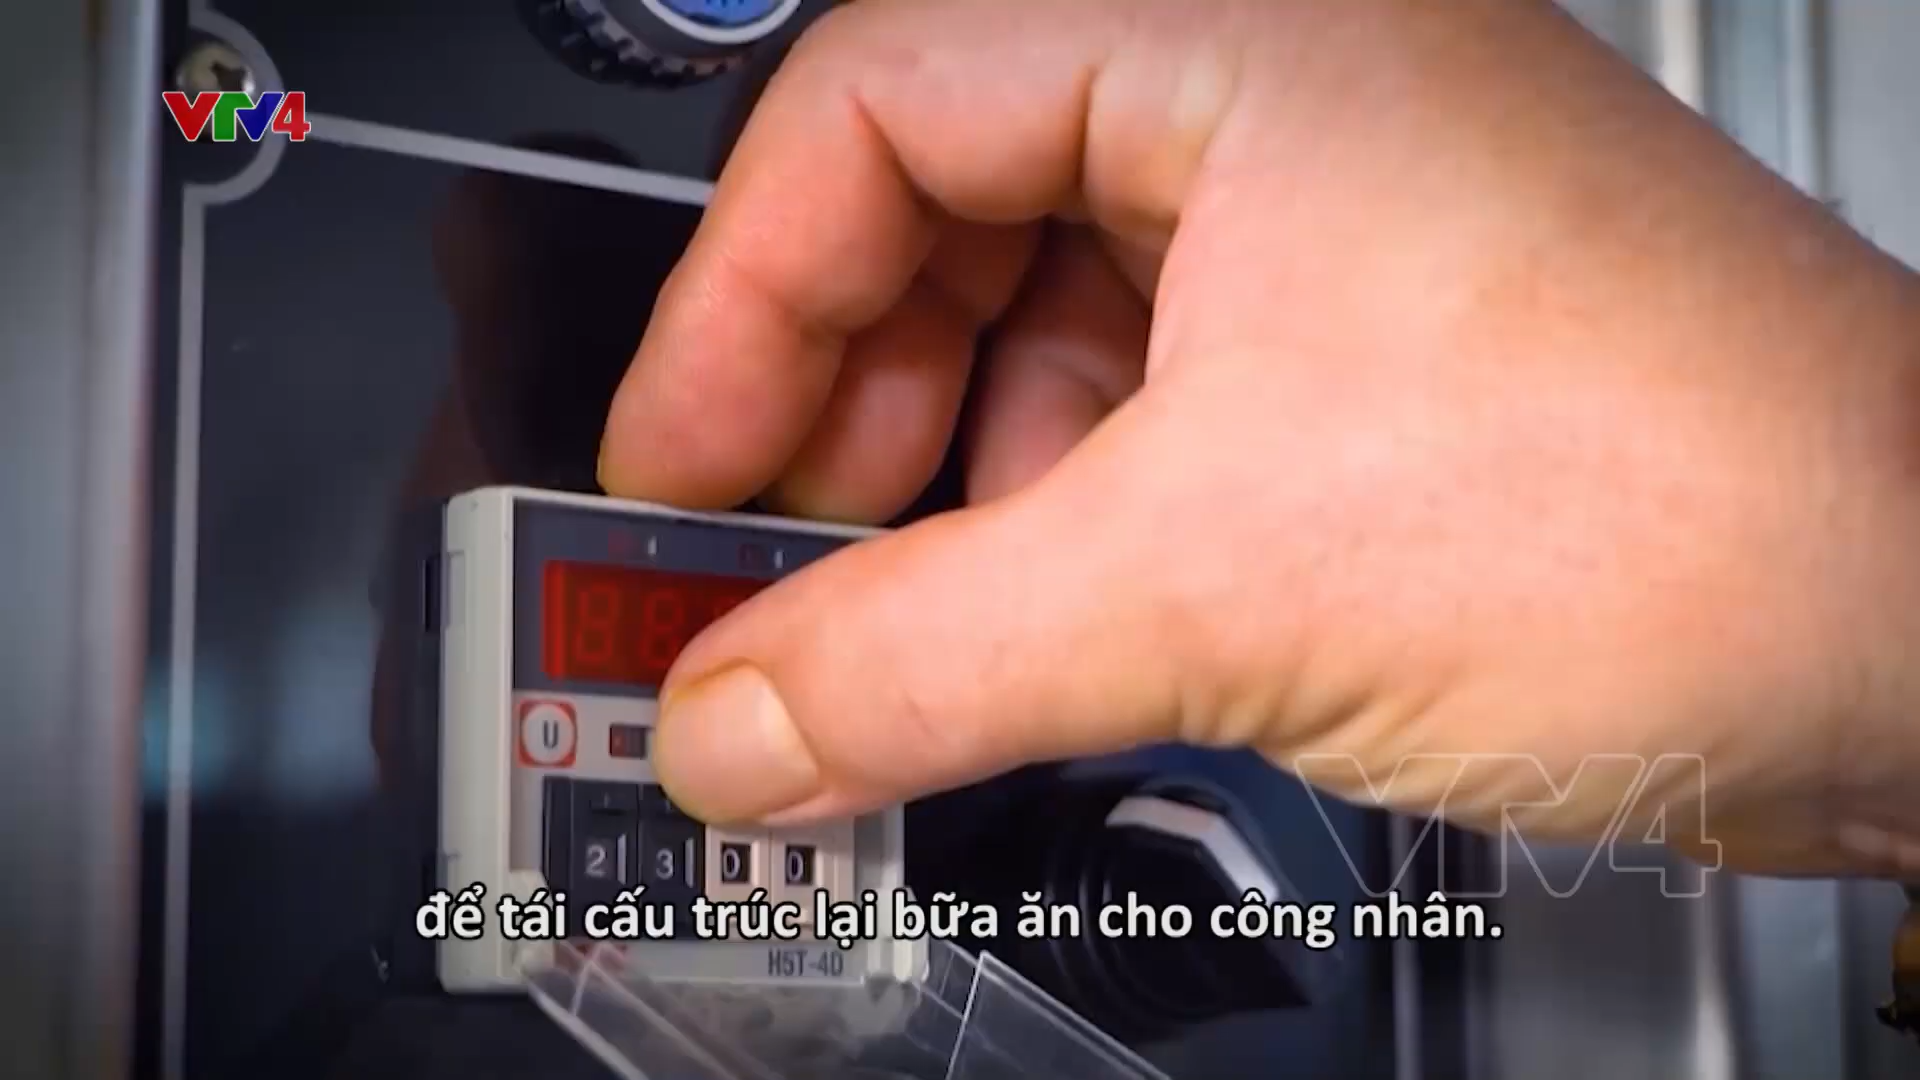 VTV4
U
2 3 0 0
VTV4
để tái cấu trúc lại bữa ăn cho công nhân.
H5T-4D